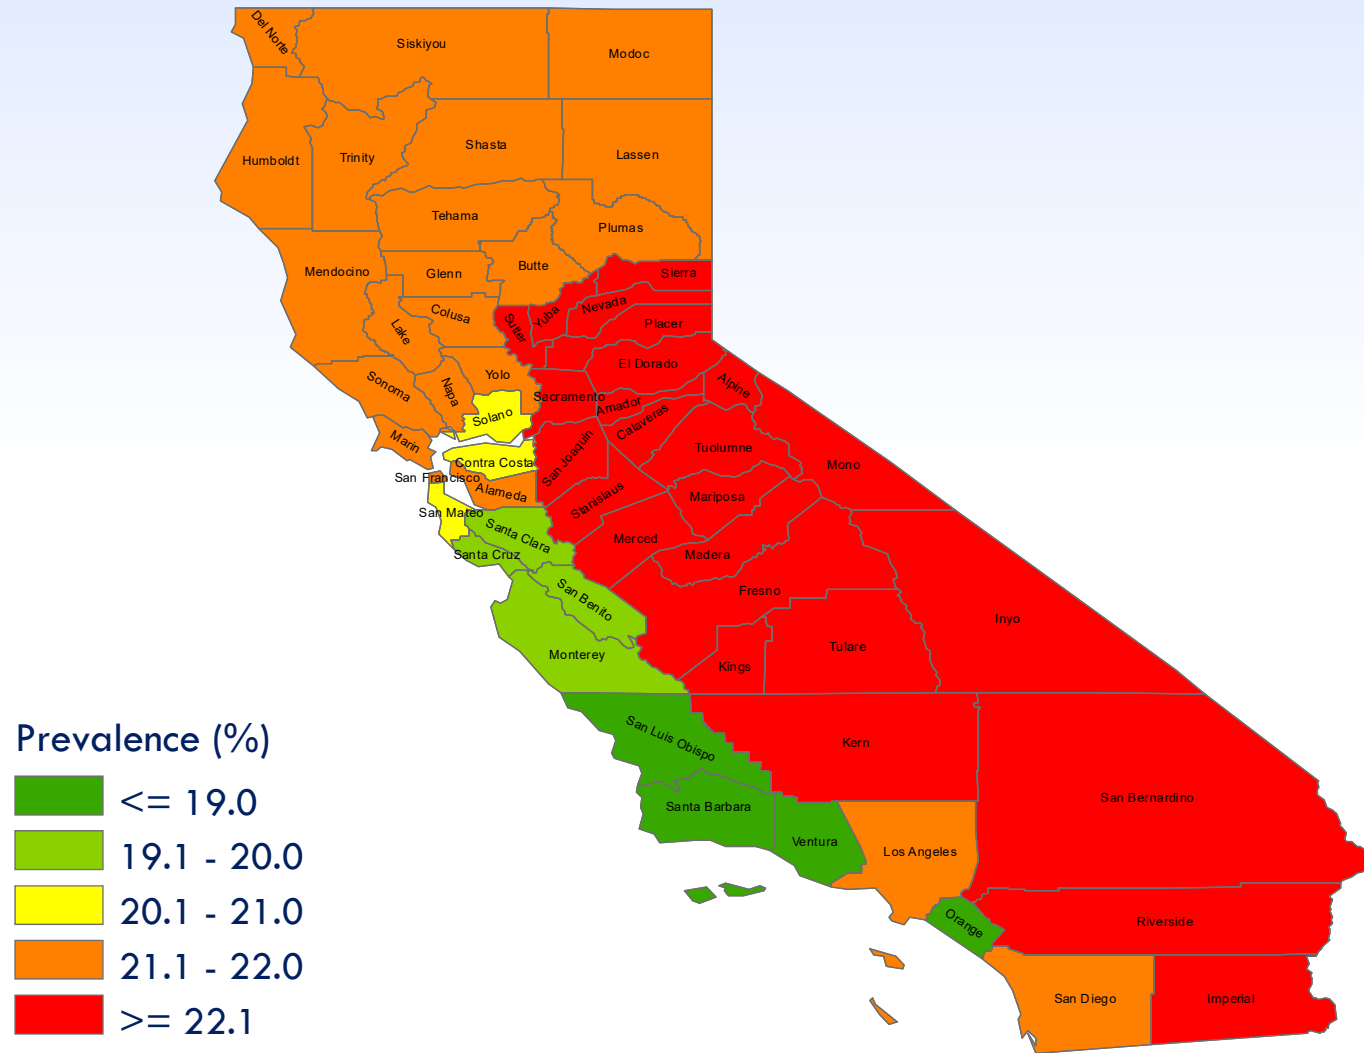 Del Norte
Siskiyou
Modoc
Humboldt
Trinity
Shasta
Lassen
Tehama
Plumas
Mendocino
Glenn
Butte
Sierra
Colusa
Lake
Sutter
Yuba
Nevada
Placer
El Dorado
Sonoma
Napa
Yolo
Sacramento
Amador
Alpine
Solano
Calaveras
Marin
Contra Costa
San Joaquin
Tuolumne
Mono
San Francisco
Alameda
Stanislaus
Mariposa
San Mateo
Santa Clara
Merced
Madera
Santa Cruz
San Benito
Fresno
Inyo
Monterey
Kings
Tulare
San Luis Obispo
Kern
San Bernardino
Santa Barbara
Ventura
Los Angeles
Orange
Riverside
San Diego
Imperial
Prevalence (%)
<= 19.0
19.1 - 20.0
20.1 - 21.0
21.1 - 22.0
>= 22.1